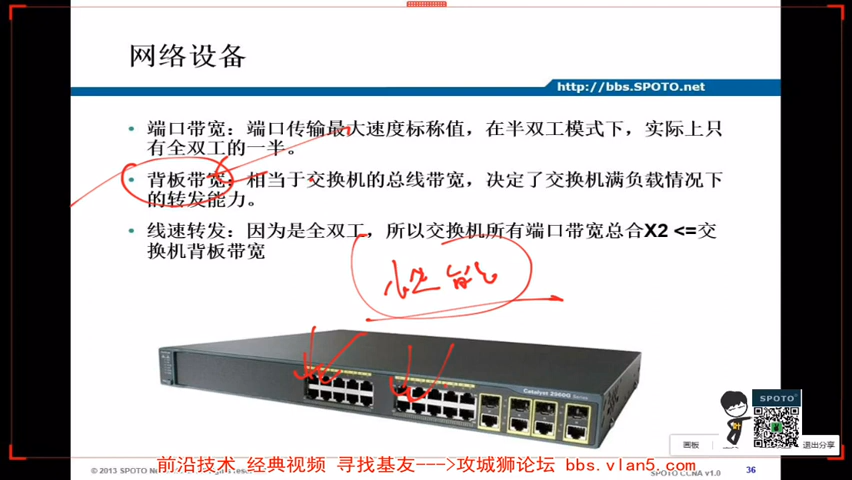 网络设备
http://bbs.SPOTO.net
• 端口带宽：端口传输最大速度标称值，在半双工模式下，实际上只
有全双工的一半。
• 背板带宽：相当于交换机的总线带宽，决定了交换机满负载情况下
的转发能力。
• 线速转发：因为是全双工，所以交换机所有端口带宽总合X2 <=交
换机背板带宽
性能
Catalyst 2960G Series
SPOTO
画板
退出分享
前沿技术 经典视频 寻找基友--->攻城狮论坛 bbs.vlan5.com
© 2013 SPOTO
SPOTO CCNA v1.0
36